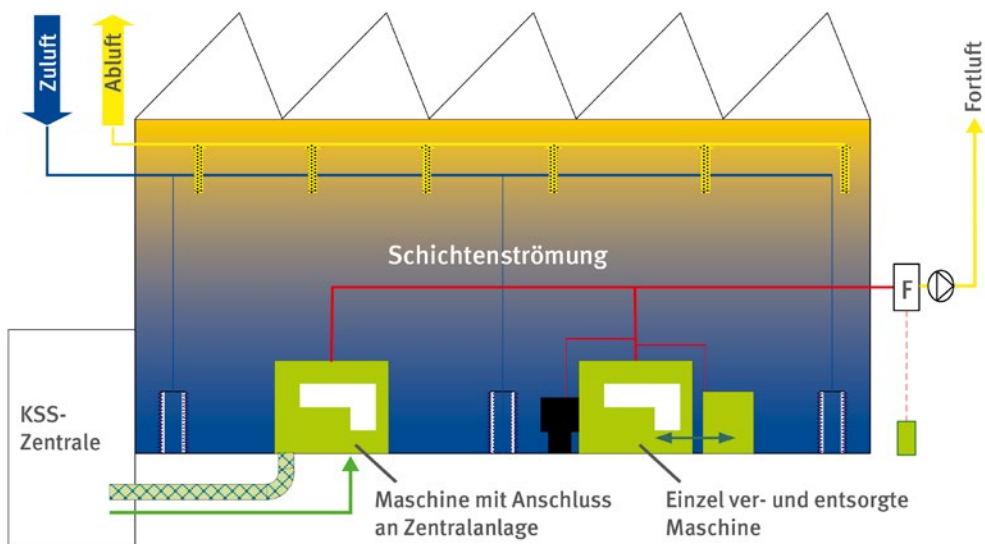 Zuluft
Abluft
Fortluft
Schichtenströmung
F
KSS-
Zentrale
Maschine mit Anschluss
an Zentralanlage
Einzel ver- und entsorgte
Maschine